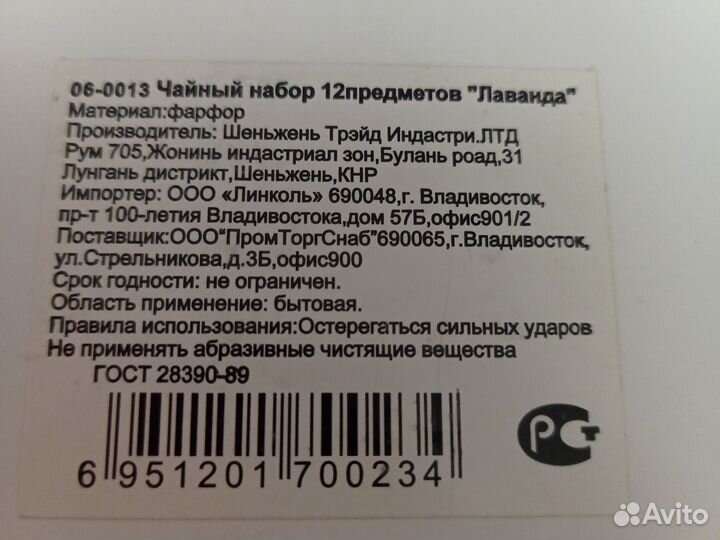 06-0013 Чайный набор 12предметов "Лаванда"
Материал:фарфор
Производитель: Шеньжень Трэйд Индастри.ЛТД
Рум 705,Жонинь индастриал зон,Булань роад,31
Лунгань дистрикт,Шеньжень,КНР
Импортер: ООО «Линколь» 690048,г. Владивосток,
пр-т 100-летия Владивостока,дом 57Б,офис901/2
Поставщик:ООО“ПромТоргСнаб”690065,г.Владивосток,
ул.Стрельникова,д.3Б,офис900
Срок годности: не ограничен.
Область применение: бытовая.
Правила использования:Остерегаться сильных ударов
Не применять абразивные чистящие вещества
ГОСТ 28390-89
РСТ
6 951201 700234
Avito